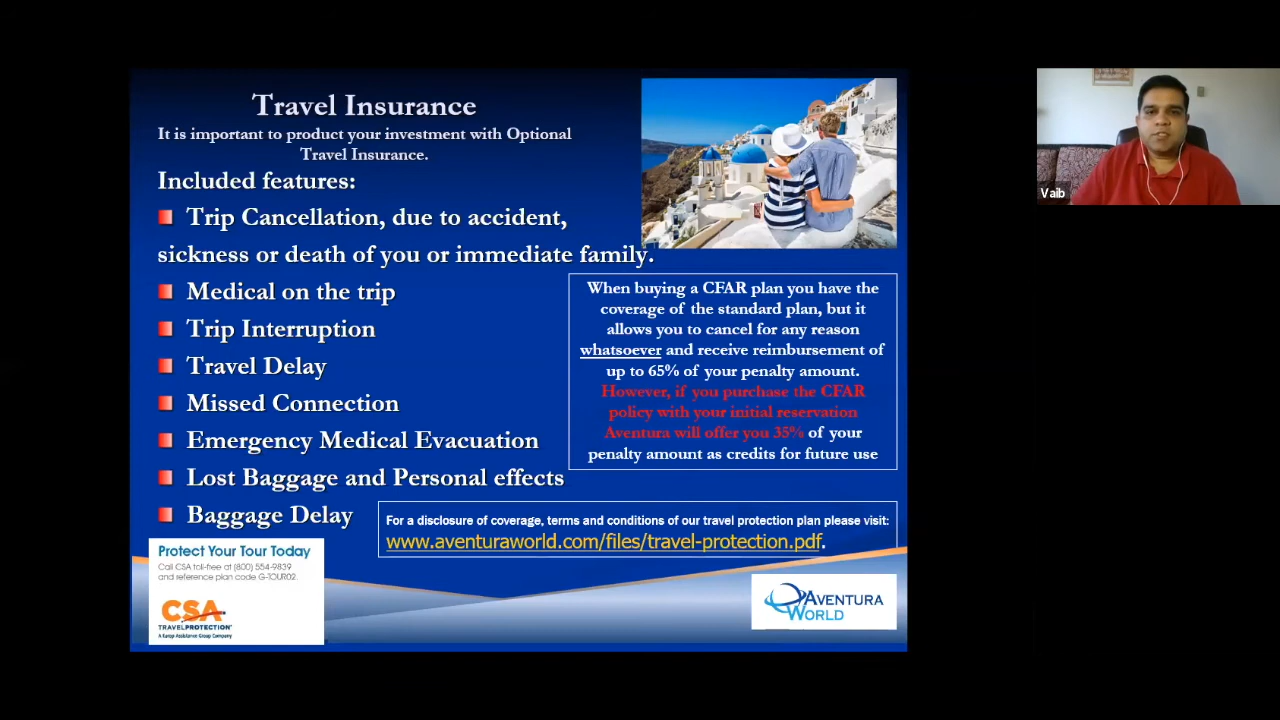 Travel Insurance
It is important to product your investment with Optional
Travel Insurance.
Included features:
Trip Cancellation, due to accident,
sickness or death of you or immediate family.
Medical on the trip
Trip Interruption
Travel Delay
Missed Connection
Emergency Medical Evacuation
Lost Baggage and Personal effects
Baggage Delay
When buying a CFAR plan you have the
coverage of the standard plan, but it
allows you to cancel for any reason
whatsoever and receive reimbursement of
up to 65% of your penalty amount.
However, if you purchase the CFAR
policy with your initial reservation
Aventura will offer you 35% of your
penalty amount as credits for future use
For a disclosure of coverage, terms and conditions of our travel protection plan please visit:
www.aventuraworld.com/files/travel-protection.pdf.
Protect Your Tour Today
Call CSA toll-free at (800) 554-9839
and reference plan code G-TOUR02.
CSA
TRAVELPROTECTION
A Europ Assistance Group Company
AVENTURA
WORLD
Vaib